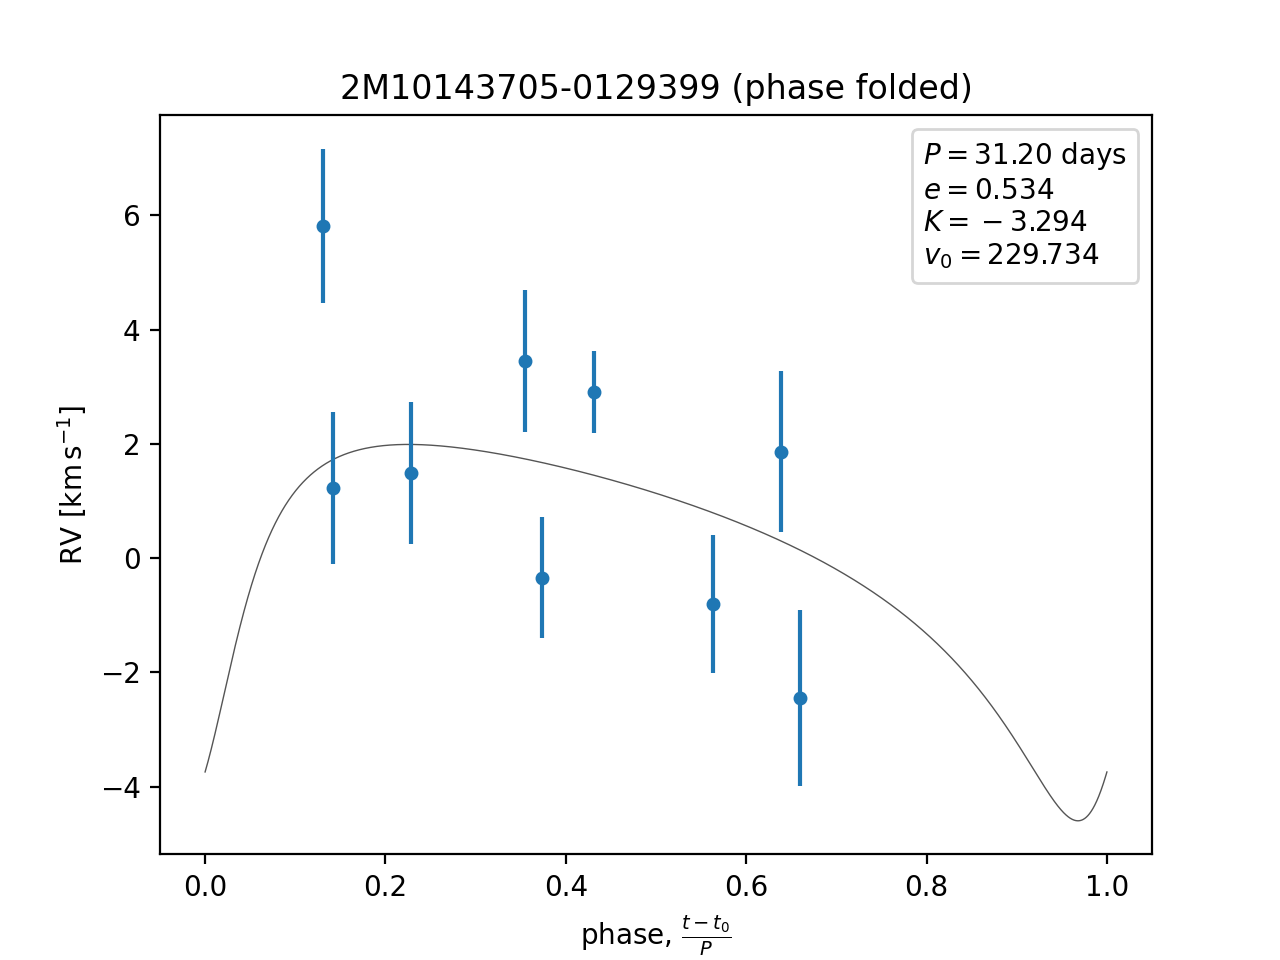 2M10143705-0129399 (phase folded)
P = 31.20 days
e = 0.534
K = −3.294
v₀ = 229.734
6
4
2
0
−2
−4
RV [km s⁻¹]
0.0 0.2 0.4 0.6 0.8 1.0
phase, (t − t₀)/P